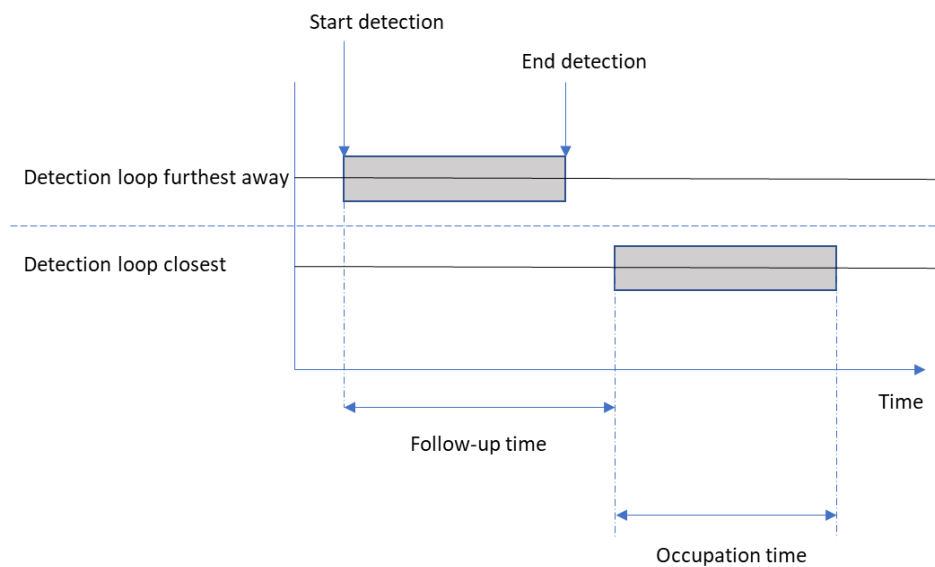 Start detection
End detection
Detection loop furthest away
Detection loop closest
Time
Follow-up time
Occupation time